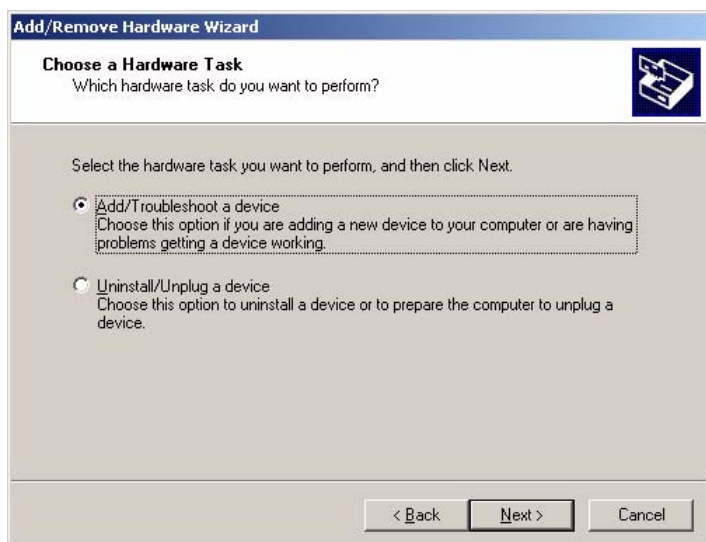 Add/Remove Hardware Wizard
Choose a Hardware Task
Which hardware task do you want to perform?
Select the hardware task you want to perform, and then click Next.
Add/Troubleshoot a device
Choose this option if you are adding a new device to your computer or are having
problems getting a device working.
Uninstall/Unplug a device
Choose this option to uninstall a device or to prepare the computer to unplug a
device.
< Back Next > Cancel